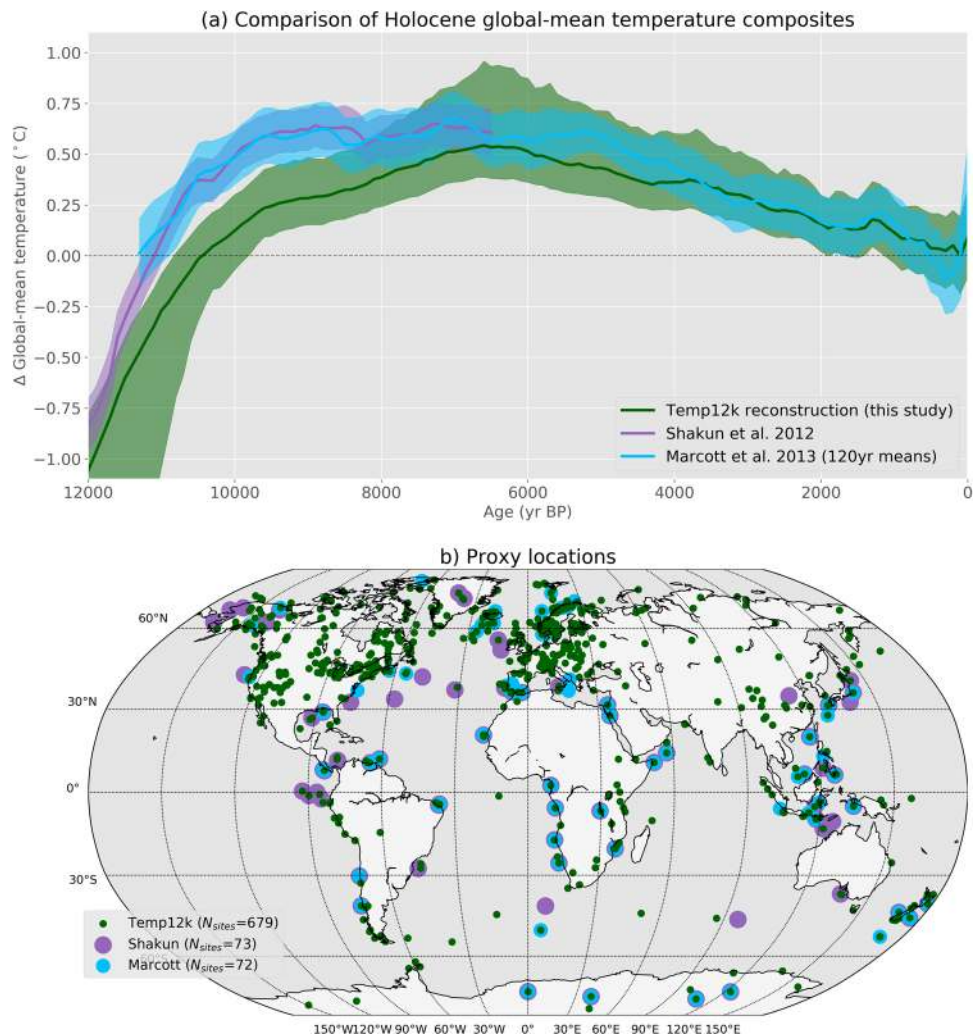 (a) Comparison of Holocene global-mean temperature composites
1.00
0.75
0.50
0.25
0.00
−0.25
−0.50
−0.75
−1.00
Δ Global-mean temperature (°C)
Temp12k reconstruction (this study)
Shakun et al. 2012
Marcott et al. 2013 (120yr means)
12000 10000 8000 6000 4000 2000 0
Age (yr BP)
b) Proxy locations
60°N
30°N
0°
30°S
Temp12k (Nsites=679)
Shakun (Nsites=73)
Marcott (Nsites=72)
150°W120°W 90°W 60°W 30°W 0° 30°E 60°E 90°E 120°E 150°E